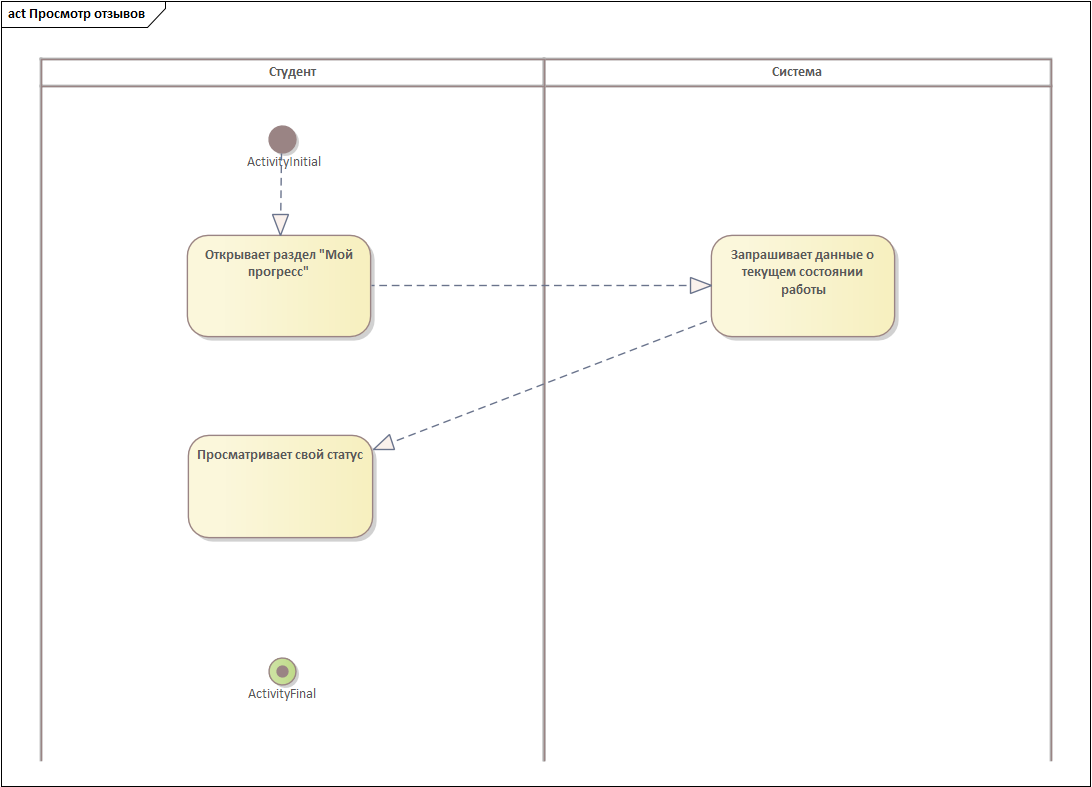 act Просмотр отзывов
Студент
Система
ActivityInitial
Открывает раздел "Мой
прогресс"
Запрашивает данные о
текущем состоянии
работы
Просматривает свой статус
ActivityFinal